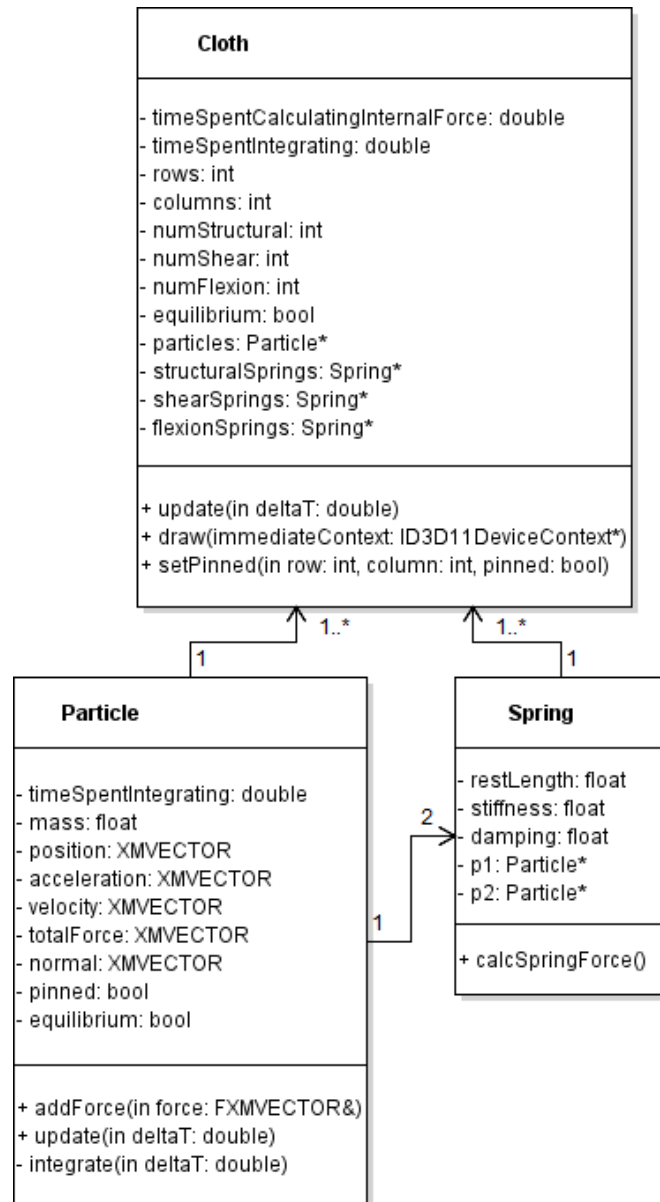 Cloth
- timeSpentCalculatingInternalForce: double
- timeSpentIntegrating: double
- rows: int
- columns: int
- numStructural: int
- numShear: int
- numFlexion: int
- equilibrium: bool
- particles: Particle*
- structuralSprings: Spring*
- shearSprings: Spring*
- flexionSprings: Spring*
+ update(in deltaT: double)
+ draw(immediateContext: ID3D11DeviceContext*)
+ setPinned(in row: int, column: int, pinned: bool)
1..*
1..*
1
1
Particle
- timeSpentIntegrating: double
- mass: float
- position: XMVECTOR
- acceleration: XMVECTOR
- velocity: XMVECTOR
- totalForce: XMVECTOR
- normal: XMVECTOR
- pinned: bool
- equilibrium: bool
+ addForce(in force: FXMVECTOR&)
+ update(in deltaT: double)
- integrate(in deltaT: double)
2
1
Spring
- restLength: float
- stiffness: float
- damping: float
- p1: Particle*
- p2: Particle*
+ calcSpringForce()